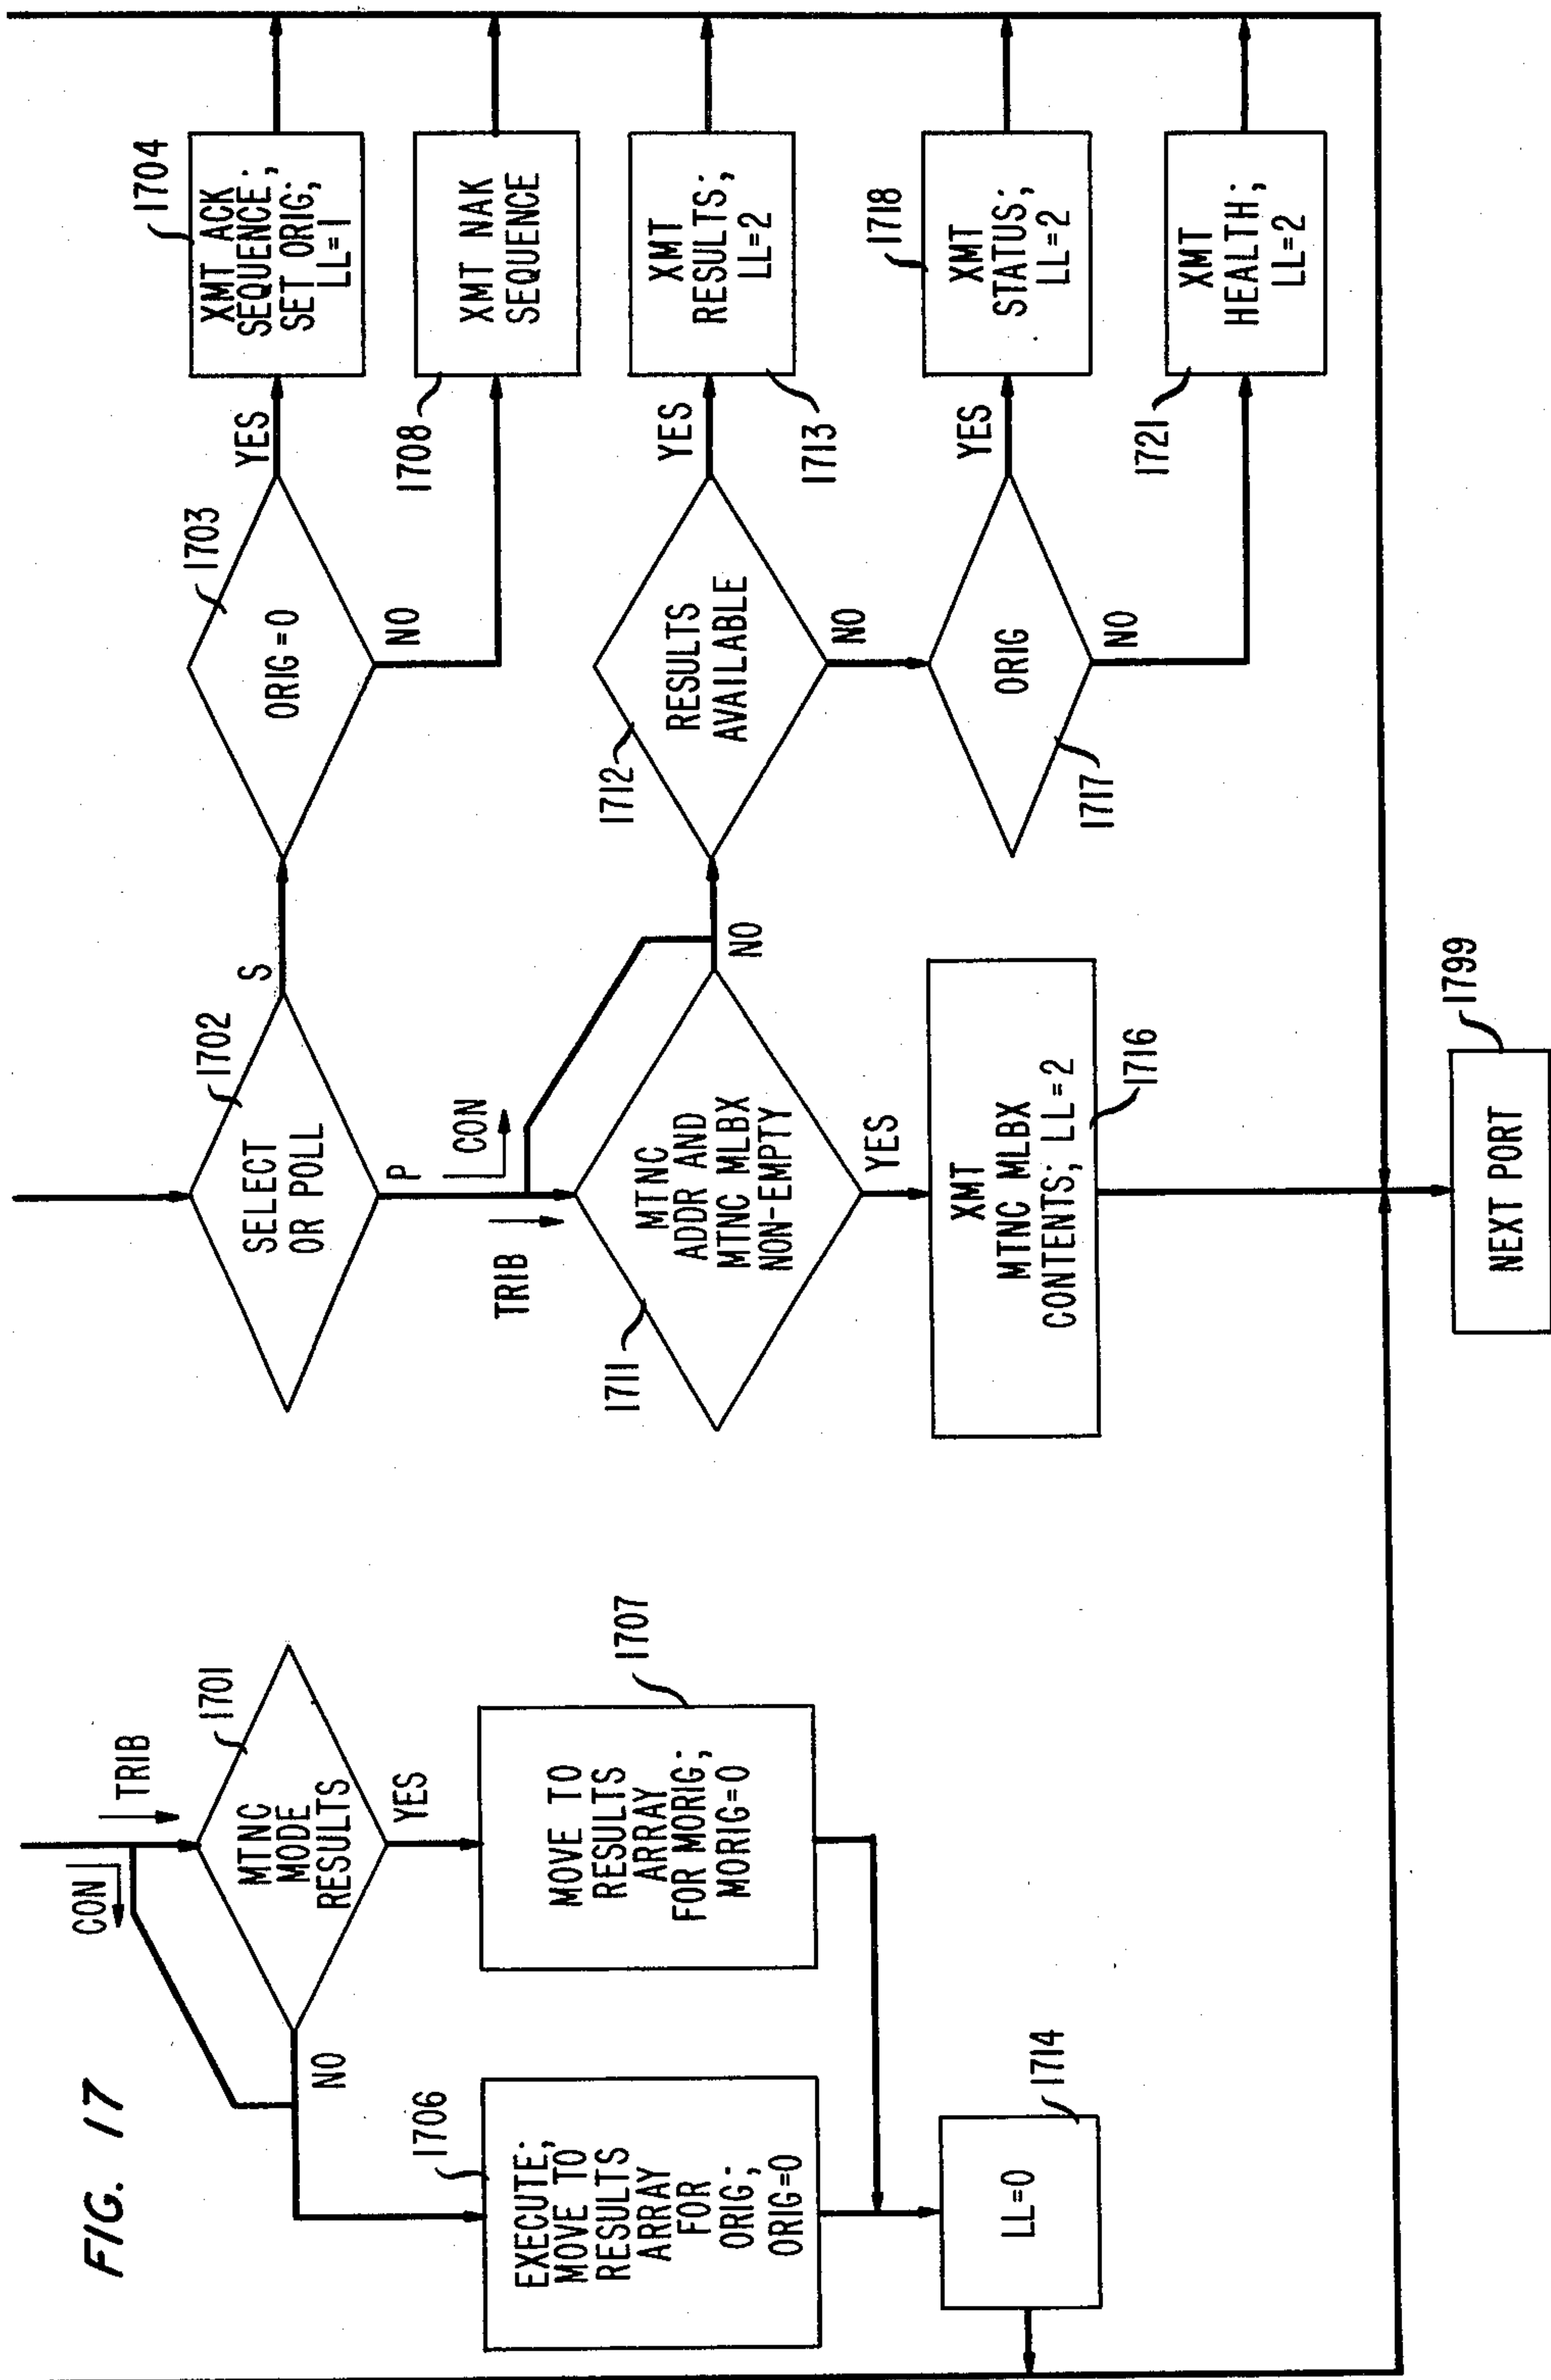 FIG. 17
CON
TRIB
1701
MTNC
MODE
RESULTS
NO
YES
1706
EXECUTE;
MOVE TO
RESULTS
ARRAY
FOR
ORIG;
ORIG=0
1707
MOVE TO
RESULTS
ARRAY
FOR MORIG;
MORIG=0
1714
LL=0
1702
SELECT
OR POLL
S
P
CON
TRIB
1703
ORIG=0
YES
NO
1704
XMT ACK
SEQUENCE;
SET ORIG;
LL=1
1708
XMT NAK
SEQUENCE
1711
MTNC
ADDR AND
MTNC MLBX
NON-EMPTY
NO
YES
1712
RESULTS
AVAILABLE
YES
NO
1713
XMT
RESULTS;
LL=2
1716
XMT
MTNC MLBX
CONTENTS; LL=2
1717
ORIG
YES
NO
1718
XMT
STATUS;
LL=2
1721
XMT
HEALTH;
LL=2
1799
NEXT PORT